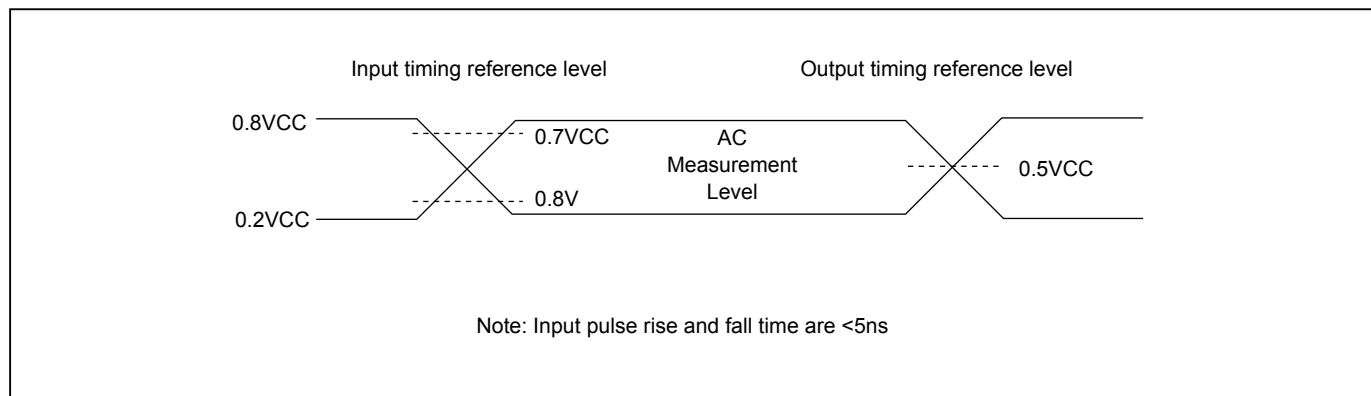 Input timing reference level
Output timing reference level
0.8VCC
0.7VCC
AC
Measurement
Level
0.5VCC
0.8V
0.2VCC
Note: Input pulse rise and fall time are <5ns